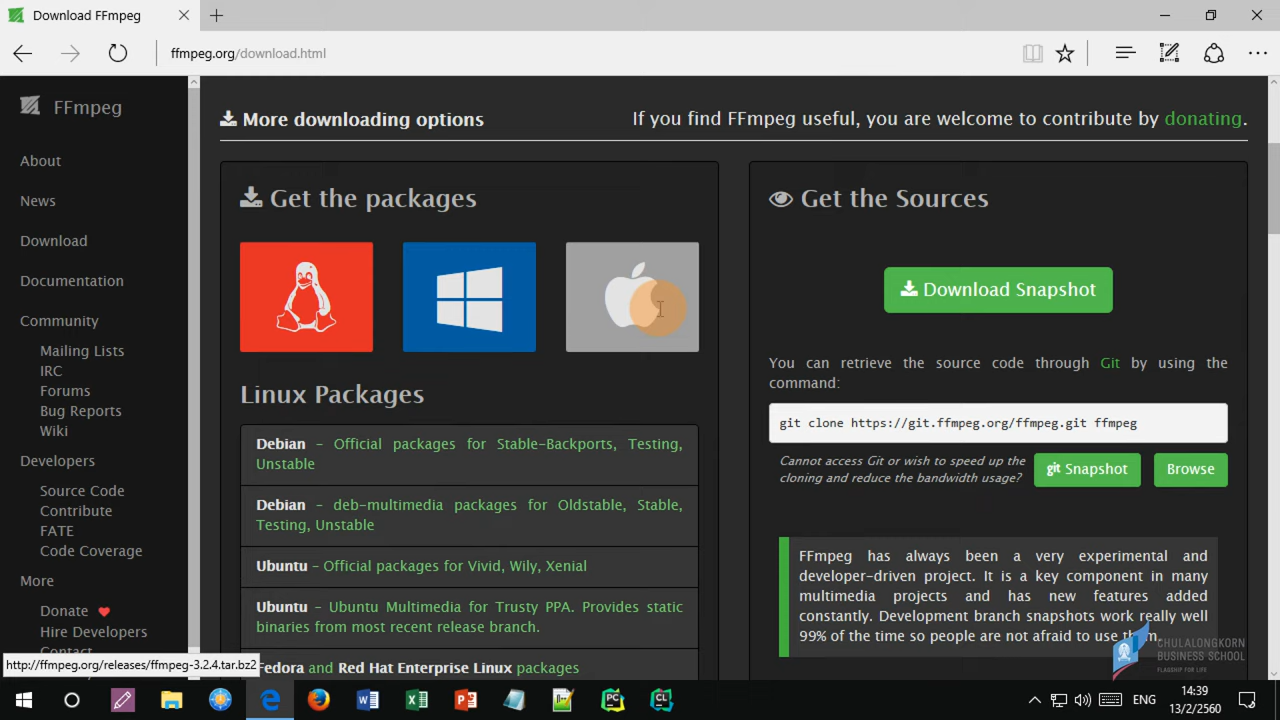 Download FFmpeg
ffmpeg.org/download.html
FFmpeg
About
News
Download
Documentation
Community
Mailing Lists
IRC
Forums
Bug Reports
Wiki
Developers
Source Code
Contribute
FATE
Code Coverage
More
Donate
Hire Developers
Contact
http://ffmpeg.org/releases/ffmpeg-3.2.4.tar.bz2
More downloading options
If you find FFmpeg useful, you are welcome to contribute by donating.
Get the packages
Linux Packages
Debian – Official packages for Stable-Backports, Testing,
Unstable
Debian – deb-multimedia packages for Oldstable, Stable,
Testing, Unstable
Ubuntu – Official packages for Vivid, Wily, Xenial
Ubuntu – Ubuntu Multimedia for Trusty PPA. Provides static
binaries from most recent release branch.
Fedora and Red Hat Enterprise Linux packages
Get the Sources
Download Snapshot
You can retrieve the source code through Git by using the
command:
git clone https://git.ffmpeg.org/ffmpeg.git ffmpeg
Cannot access Git or wish to speed up the
cloning and reduce the bandwidth usage?
git Snapshot
Browse
FFmpeg has always been a very experimental and
developer-driven project. It is a key component in many
multimedia projects and has new features added
constantly. Development branch snapshots work really well
99% of the time so people are not afraid to use them.
CHULALONGKORN
BUSINESS SCHOOL
FLAGSHIP FOR LIFE
ENG
14:39
13/2/2560